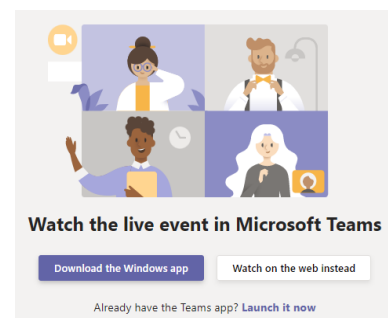 Watch the live event in Microsoft Teams
Download the Windows app Watch on the web instead
Already have the Teams app? Launch it now